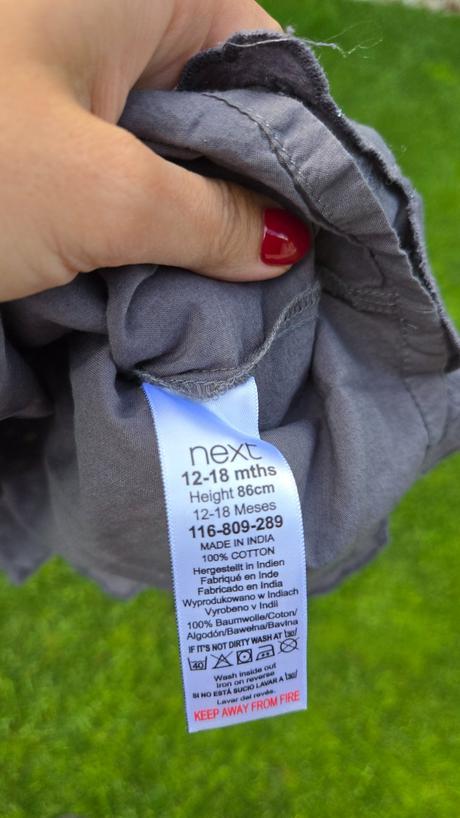 next
12-18 mths
Height 86cm
12-18 Meses
116-809-289
MADE IN INDIA
100% COTTON
Hergestellt in Indien
Fabriqué en Inde
Fabricado en India
Wyprodukowano w Indiach
Vyrobeno v Indii
100% Baumwolle/Coton/
Algodón/Bawełna/Bavlna
IF IT'S NOT DIRTY WASH AT 30
40
Wash inside out
Iron on reverse
SI NO ESTÁ SUCIO LAVAR A 30
Lavar del revés.
KEEP AWAY FROM FIRE